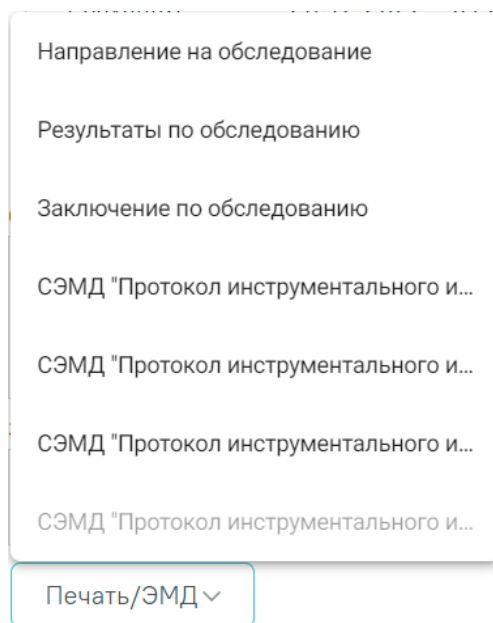 Направление на обследование
Результаты по обследованию
Заключение по обследованию
СЭМД "Протокол инструментального и...
СЭМД "Протокол инструментального и...
СЭМД "Протокол инструментального и...
СЭМД "Протокол инструментального и...
Печать/ЭМД